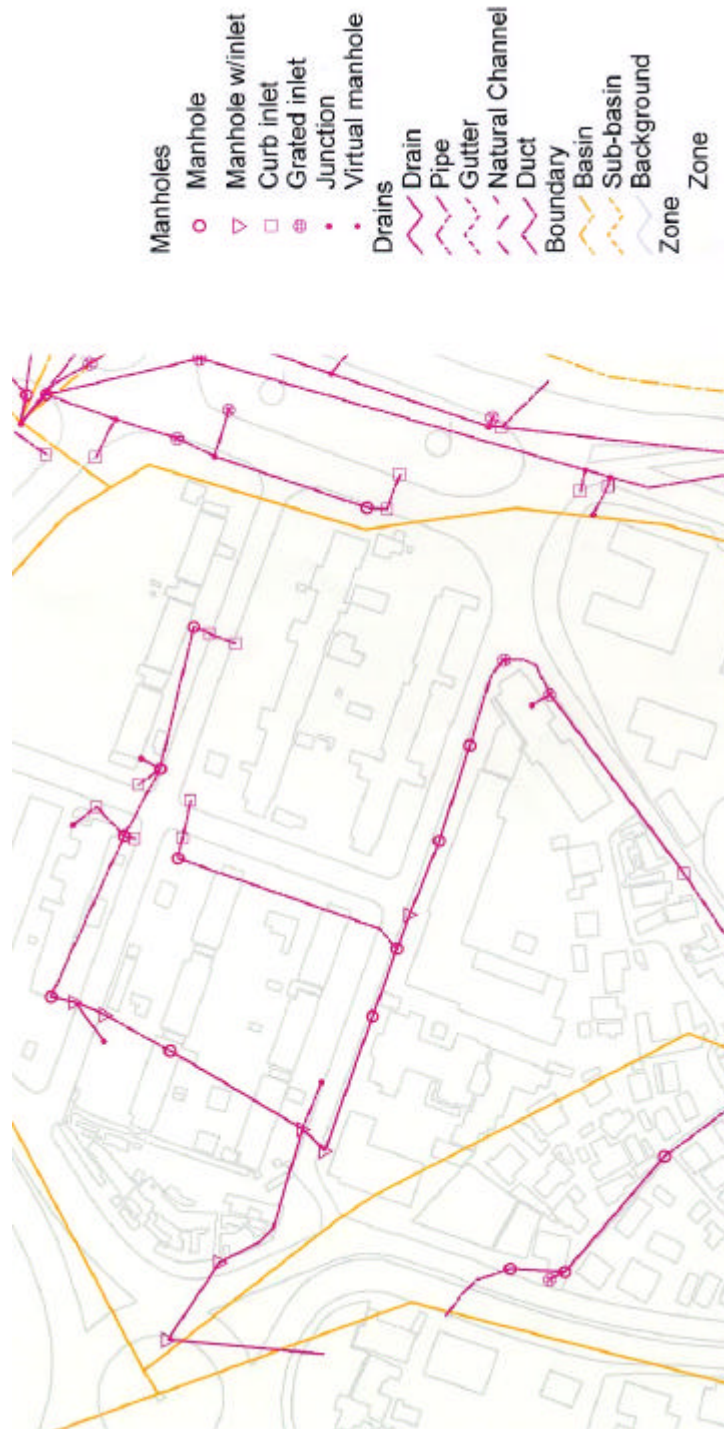 Manholes
Manhole
Manhole w/inlet
Curb inlet
Grated inlet
Junction
Virtual manhole
Drains
Drain
Pipe
Gutter
Natural Channel
Duct
Boundary
Basin
Sub-basin
Background
Zone
Zone